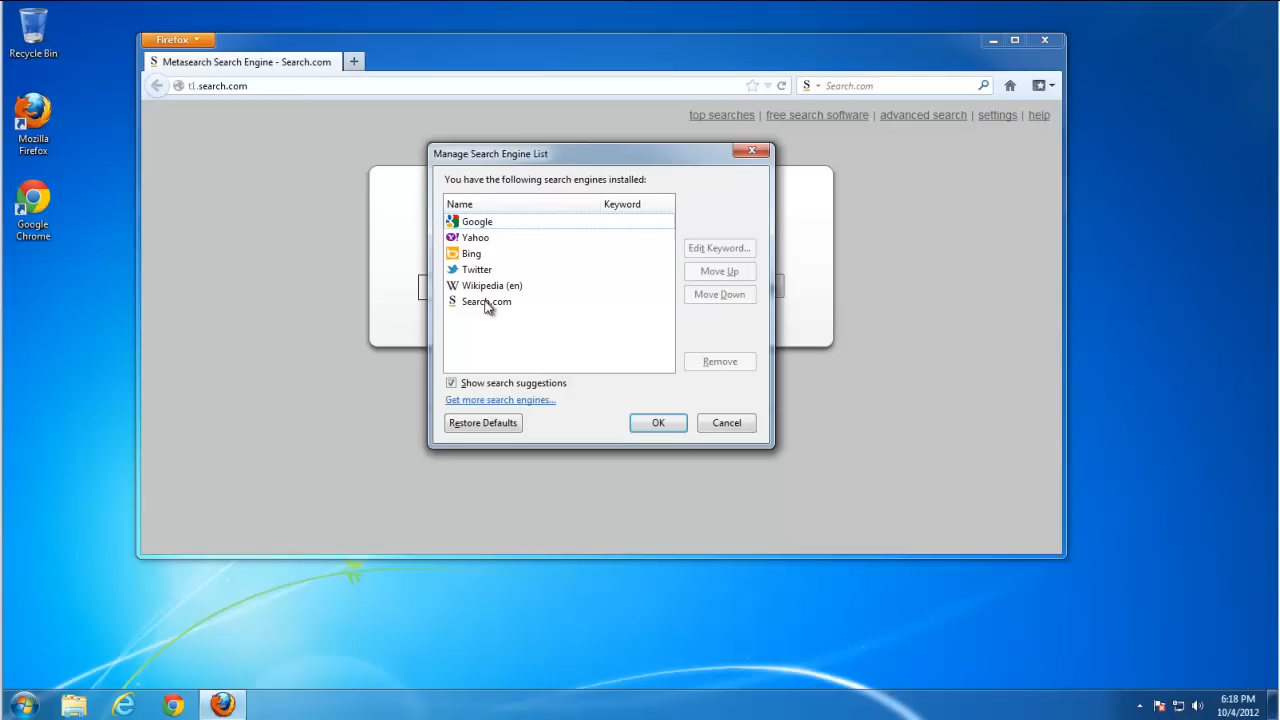 Recycle Bin
Mozilla
Firefox
Google
Chrome
Firefox
Metasearch Search Engine - Search.com
t1.search.com
Search.com
top searches | free search software | advanced search | settings | help
Manage Search Engine List
You have the following search engines installed:
Name Keyword
Google
Yahoo
Bing
Twitter
Wikipedia (en)
Search.com
Edit Keyword...
Move Up
Move Down
Remove
Show search suggestions
Get more search engines...
Restore Defaults OK Cancel
6:18 PM
10/4/2012